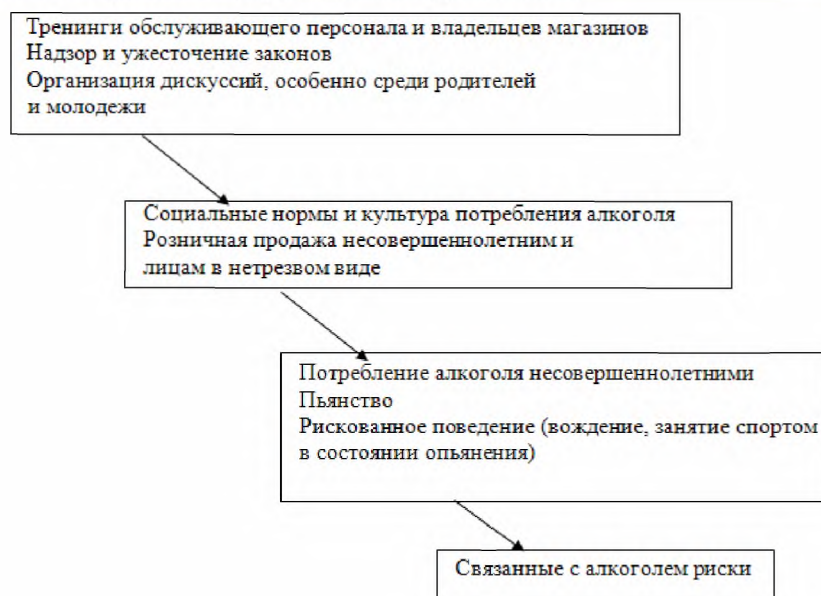 Тренинги обслуживающего персонала и владельцев магазинов
Надзор и ужесточение законов
Организация дискуссий, особенно среди родителей
и молодежи
Социальные нормы и культура потребления алкоголя
Розничная продажа несовершеннолетним и
лицам в нетрезвом виде
Потребление алкоголя несовершеннолетними
Пьянство
Рискованное поведение (вождение, занятие спортом
в состоянии опьянения)
Связанные с алкоголем риски